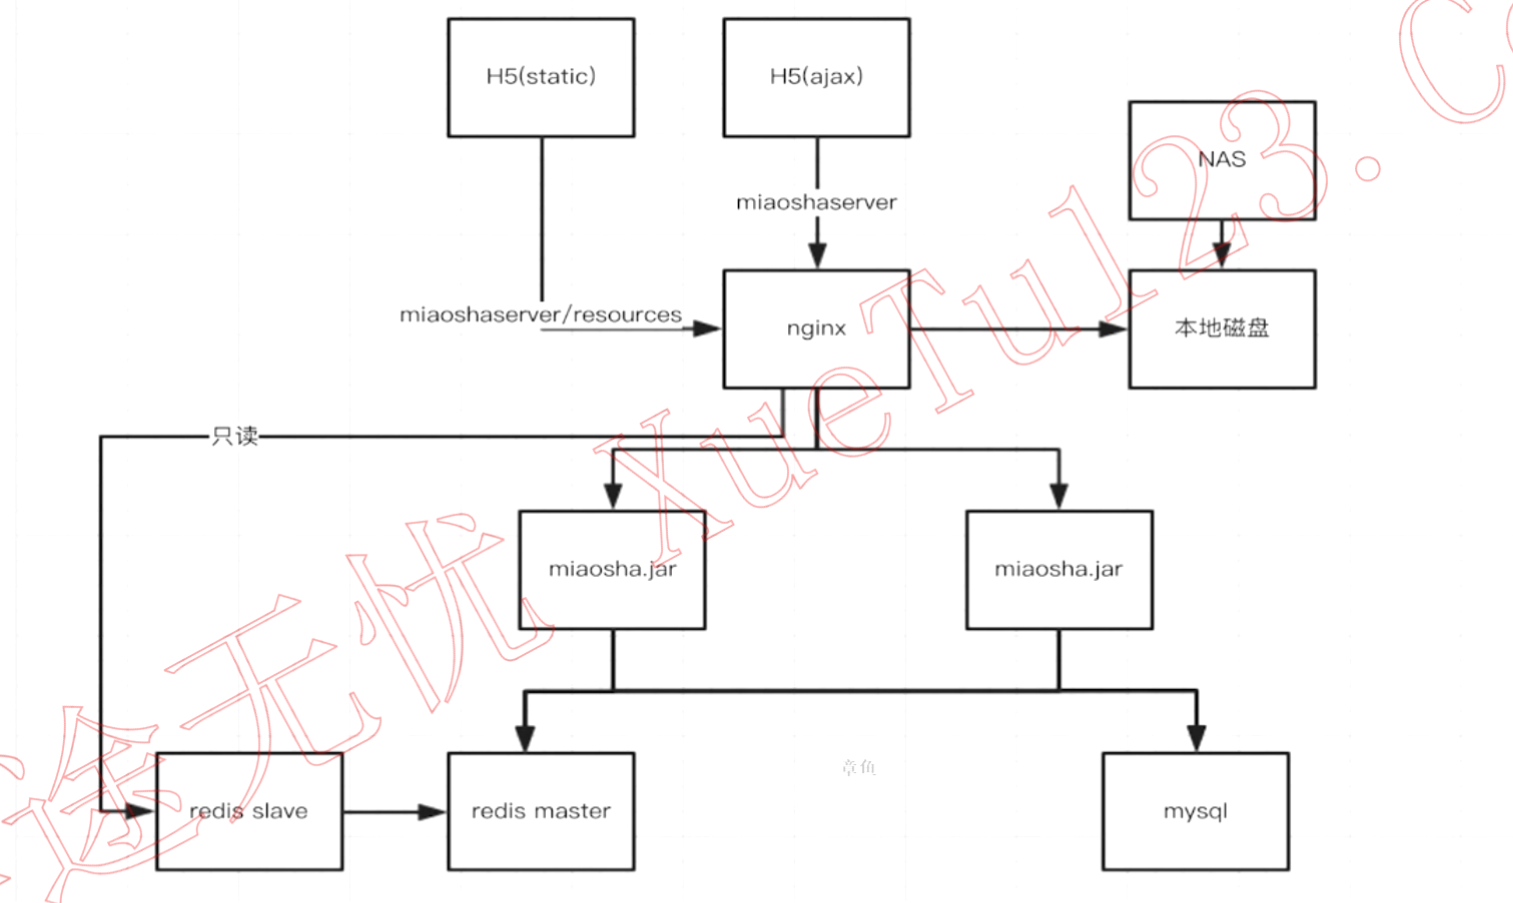 H5(static)
H5(ajax)
NAS
miaoshaserver
miaoshaserver/resources
nginx
本地磁盘
只读
miaosha.jar
miaosha.jar
redis slave
redis master
mysql
章鱼
途无忧 XueTu123.Co